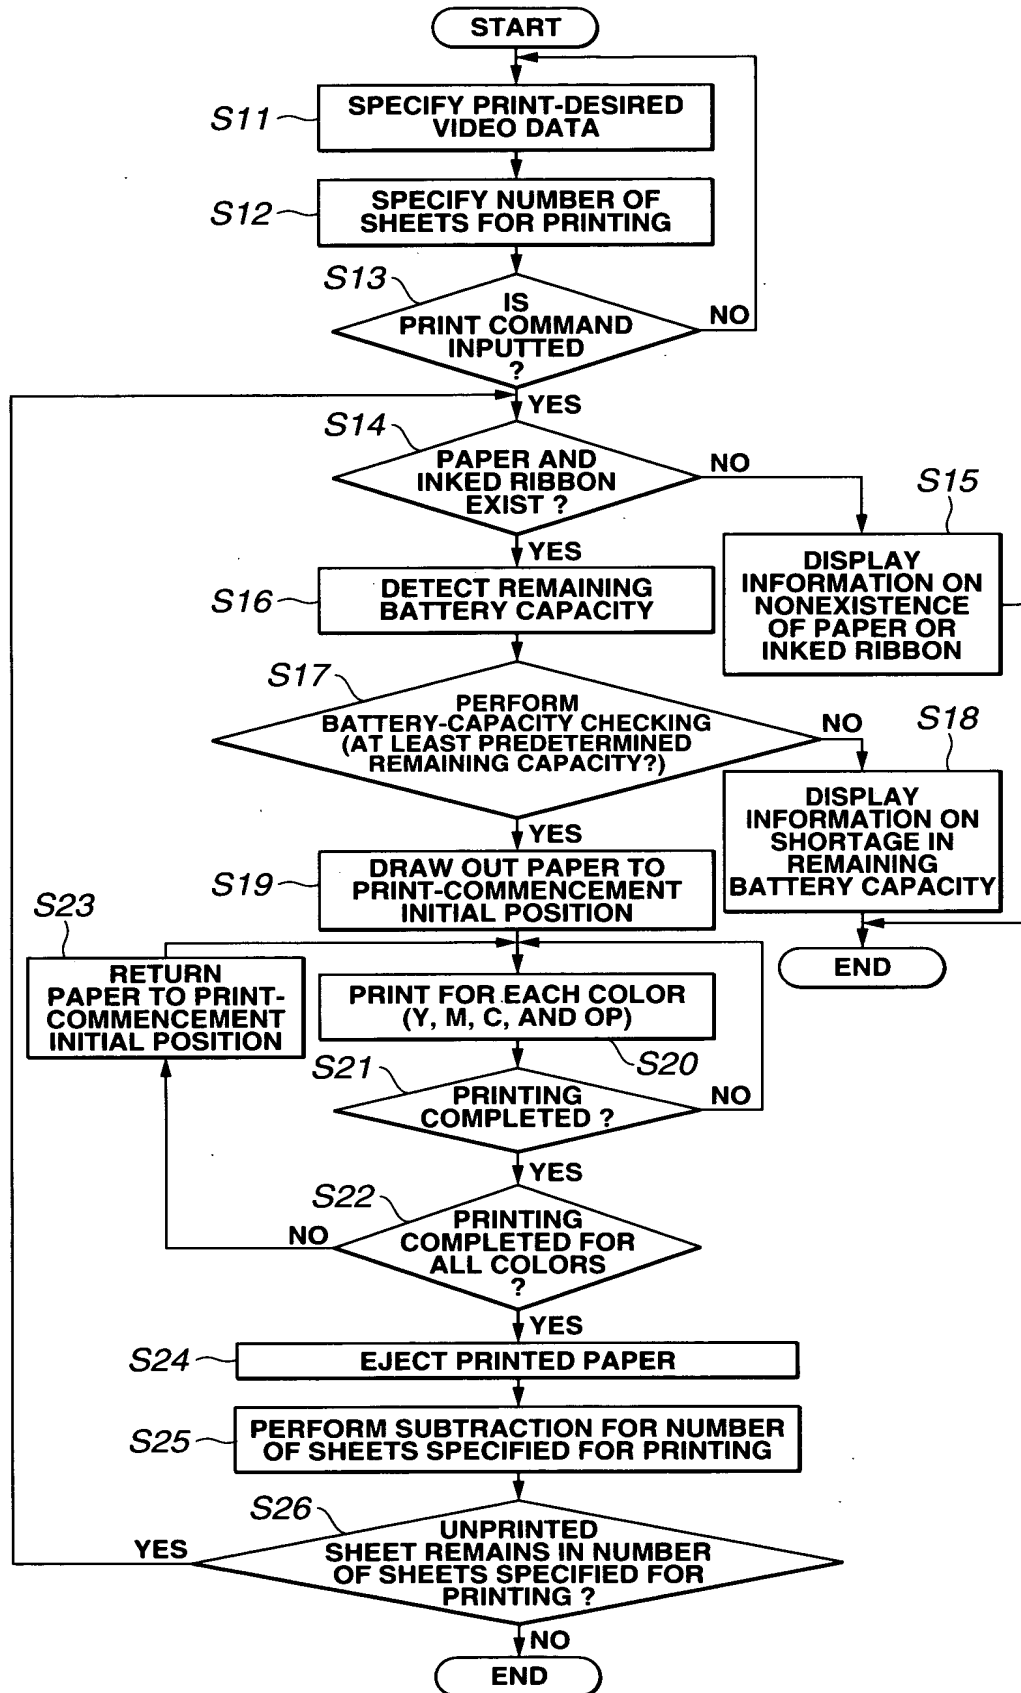 START
S11
SPECIFY PRINT-DESIRED
VIDEO DATA
S12
SPECIFY NUMBER OF
SHEETS FOR PRINTING
S13
IS
PRINT COMMAND
INPUTTED
?
NO
YES
S14
PAPER AND
INKED RIBBON
EXIST ?
NO
S15
DISPLAY
INFORMATION ON
NONEXISTENCE
OF PAPER OR
INKED RIBBON
YES
S16
DETECT REMAINING
BATTERY CAPACITY
S17
PERFORM
BATTERY-CAPACITY CHECKING
(AT LEAST PREDETERMINED
REMAINING CAPACITY?)
NO
S18
DISPLAY
INFORMATION ON
SHORTAGE IN
REMAINING
BATTERY CAPACITY
END
YES
S19
DRAW OUT PAPER TO
PRINT-COMMENCEMENT
INITIAL POSITION
S23
RETURN
PAPER TO PRINT-
COMMENCEMENT
INITIAL POSITION
PRINT FOR EACH COLOR
(Y, M, C, AND OP)
S20
S21
PRINTING
COMPLETED ?
NO
YES
S22
PRINTING
COMPLETED FOR
ALL COLORS
?
NO
YES
S24
EJECT PRINTED PAPER
S25
PERFORM SUBTRACTION FOR NUMBER
OF SHEETS SPECIFIED FOR PRINTING
S26
UNPRINTED
SHEET REMAINS IN NUMBER
OF SHEETS SPECIFIED FOR
PRINTING ?
YES
NO
END